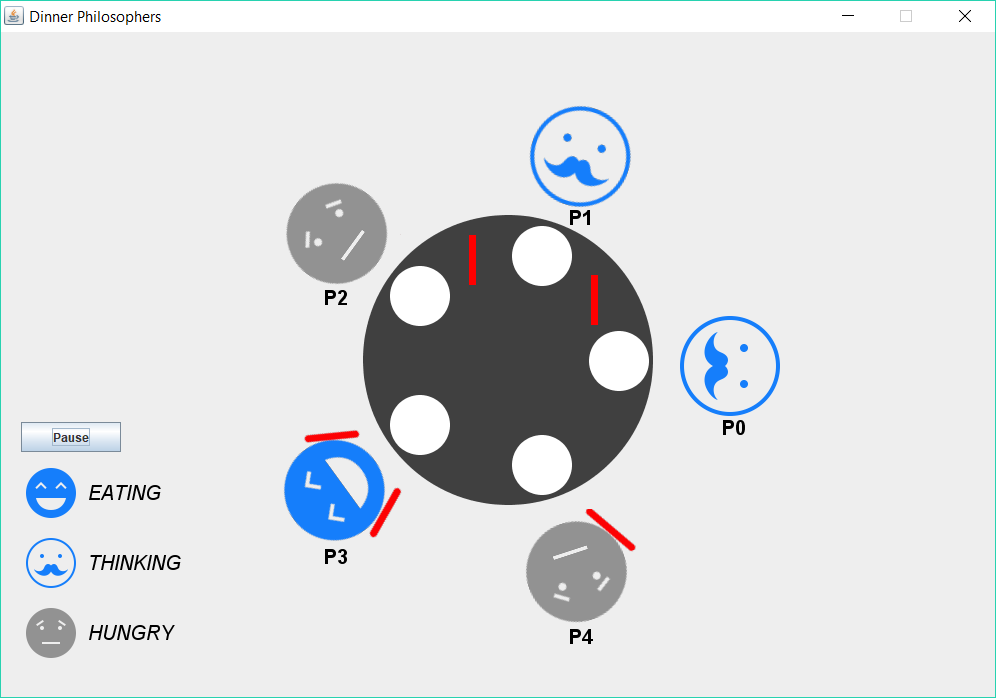 Dinner Philosophers
P1
P2
P0
Pause
EATING
P3
THINKING
P4
HUNGRY